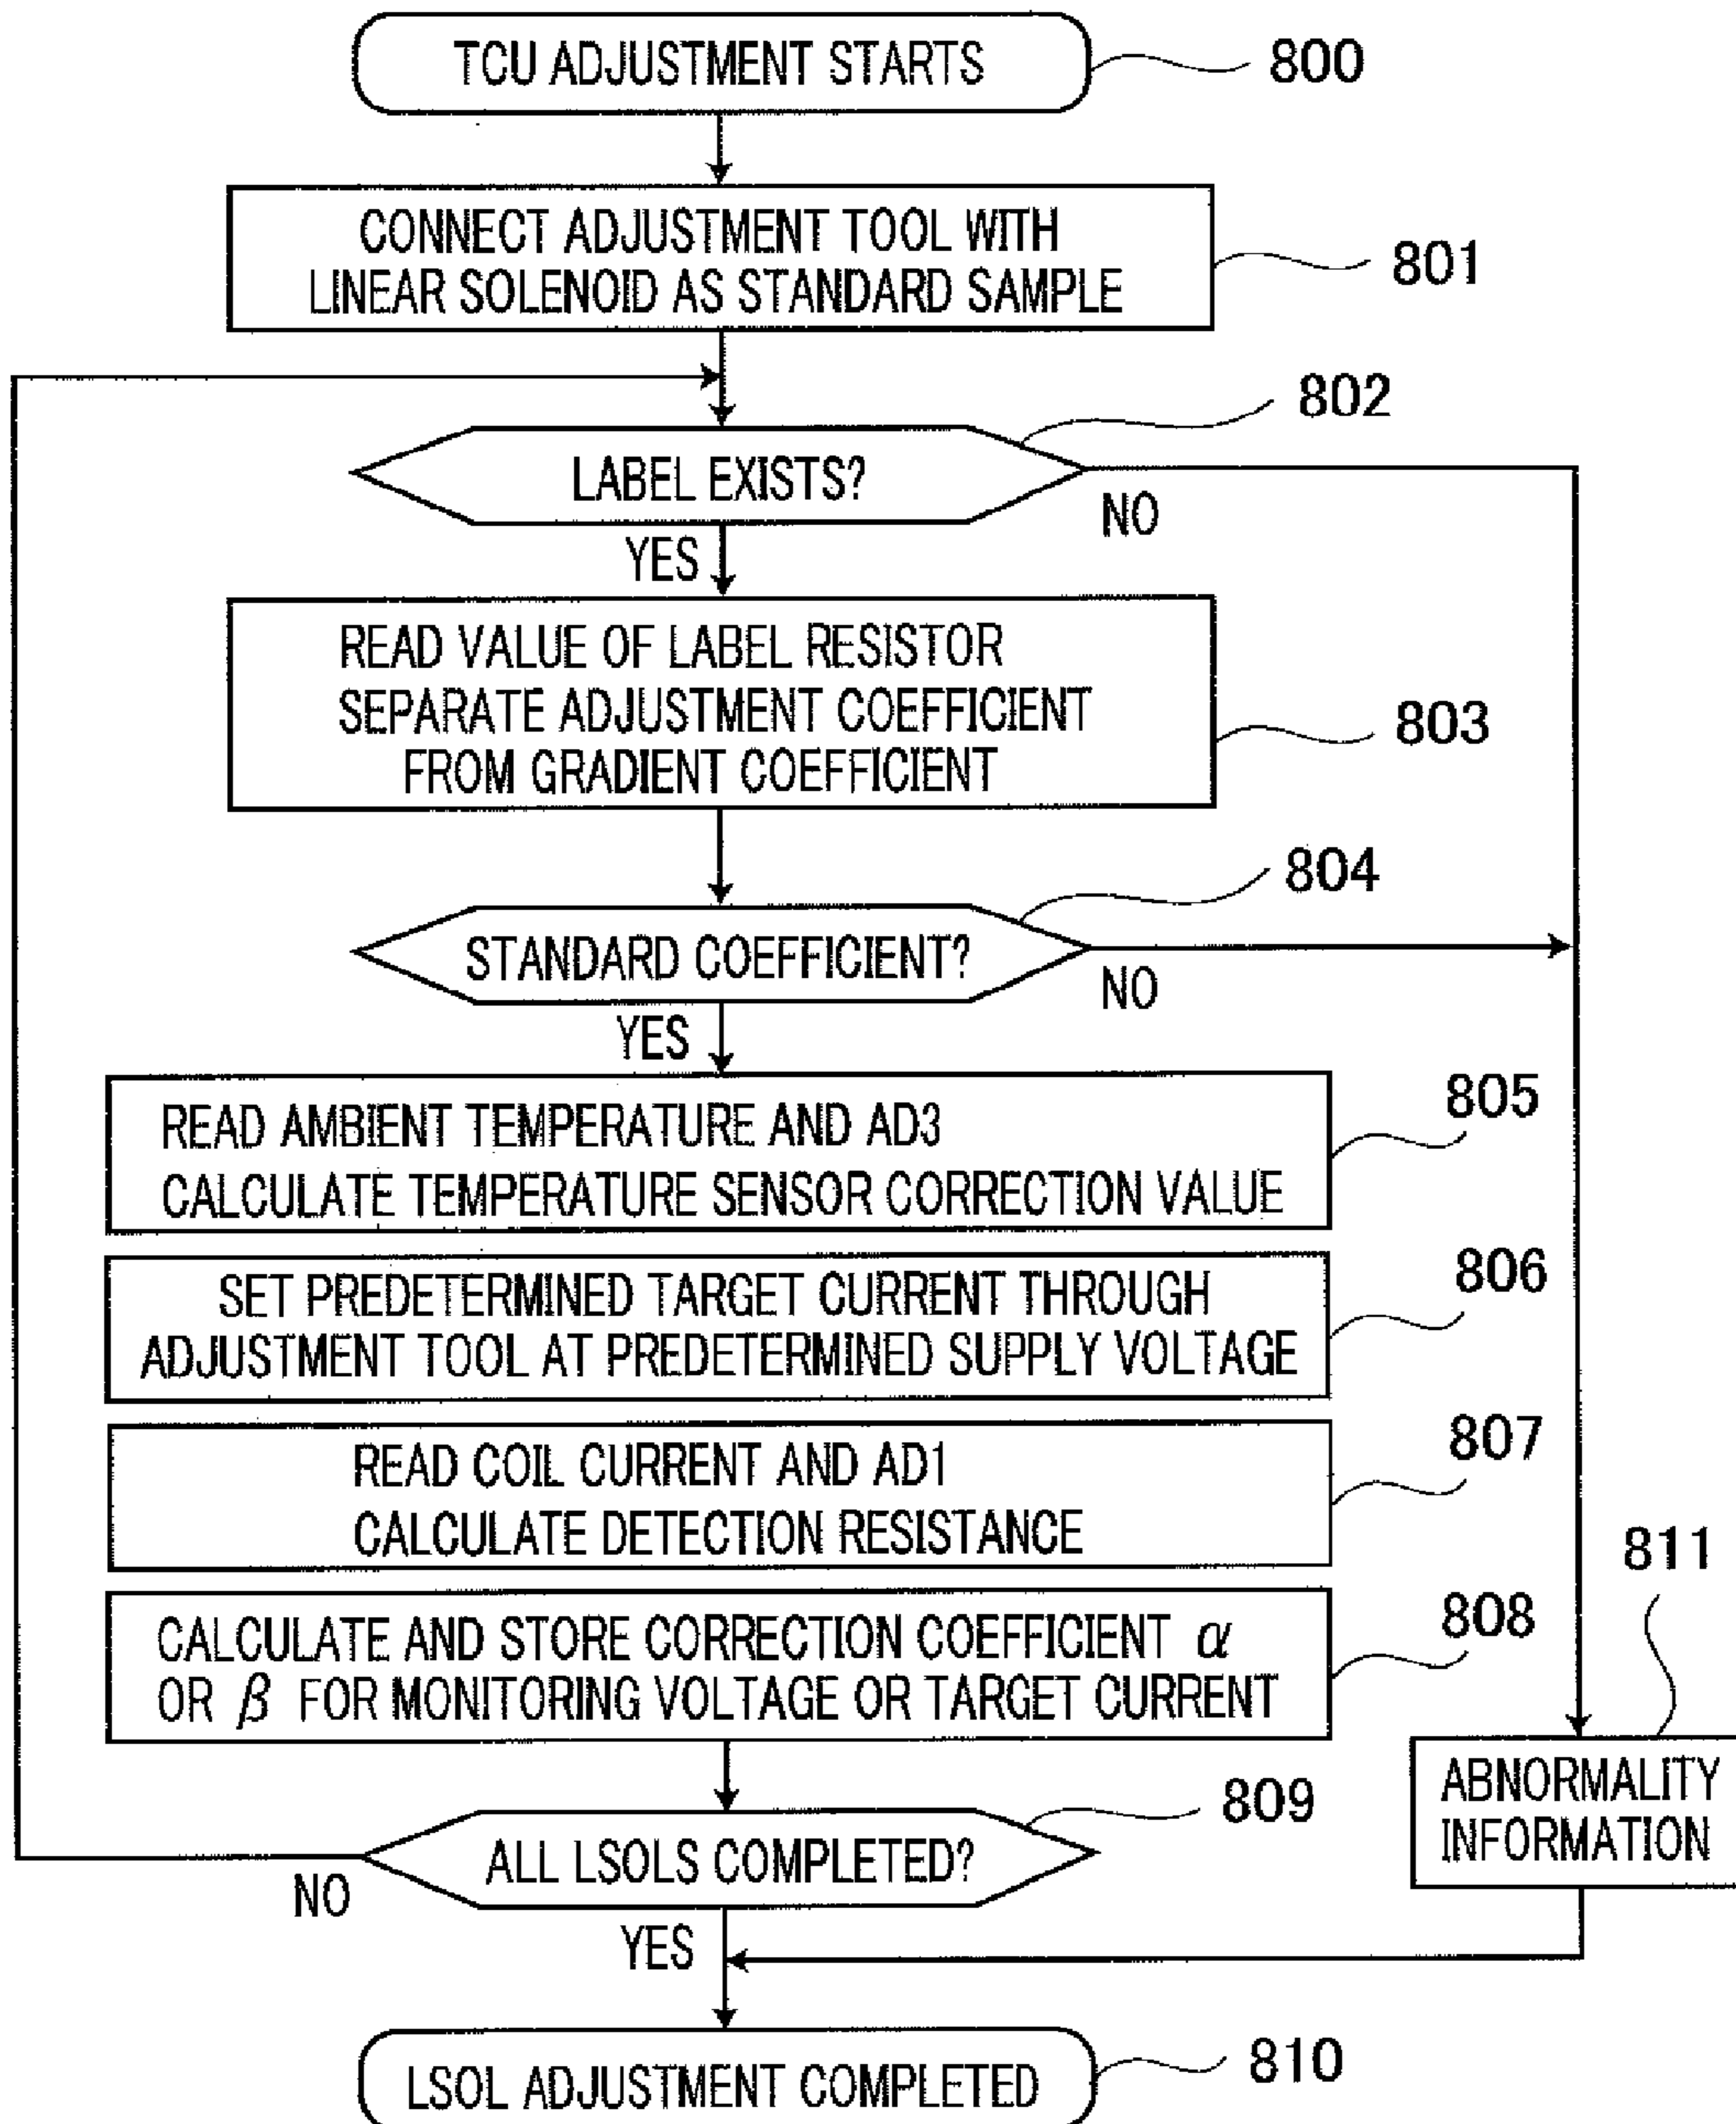 TCU ADJUSTMENT STARTS
800
CONNECT ADJUSTMENT TOOL WITH
LINEAR SOLENOID AS STANDARD SAMPLE
801
802
LABEL EXISTS?
NO
YES
READ VALUE OF LABEL RESISTOR
SEPARATE ADJUSTMENT COEFFICIENT
FROM GRADIENT COEFFICIENT
803
804
STANDARD COEFFICIENT?
NO
YES
READ AMBIENT TEMPERATURE AND AD3
CALCULATE TEMPERATURE SENSOR CORRECTION VALUE
805
SET PREDETERMINED TARGET CURRENT THROUGH
ADJUSTMENT TOOL AT PREDETERMINED SUPPLY VOLTAGE
806
READ COIL CURRENT AND AD1
CALCULATE DETECTION RESISTANCE
807
CALCULATE AND STORE CORRECTION COEFFICIENT α
OR β FOR MONITORING VOLTAGE OR TARGET CURRENT
808
811
ABNORMALITY
INFORMATION
809
ALL LSOLS COMPLETED?
NO
YES
LSOL ADJUSTMENT COMPLETED
810